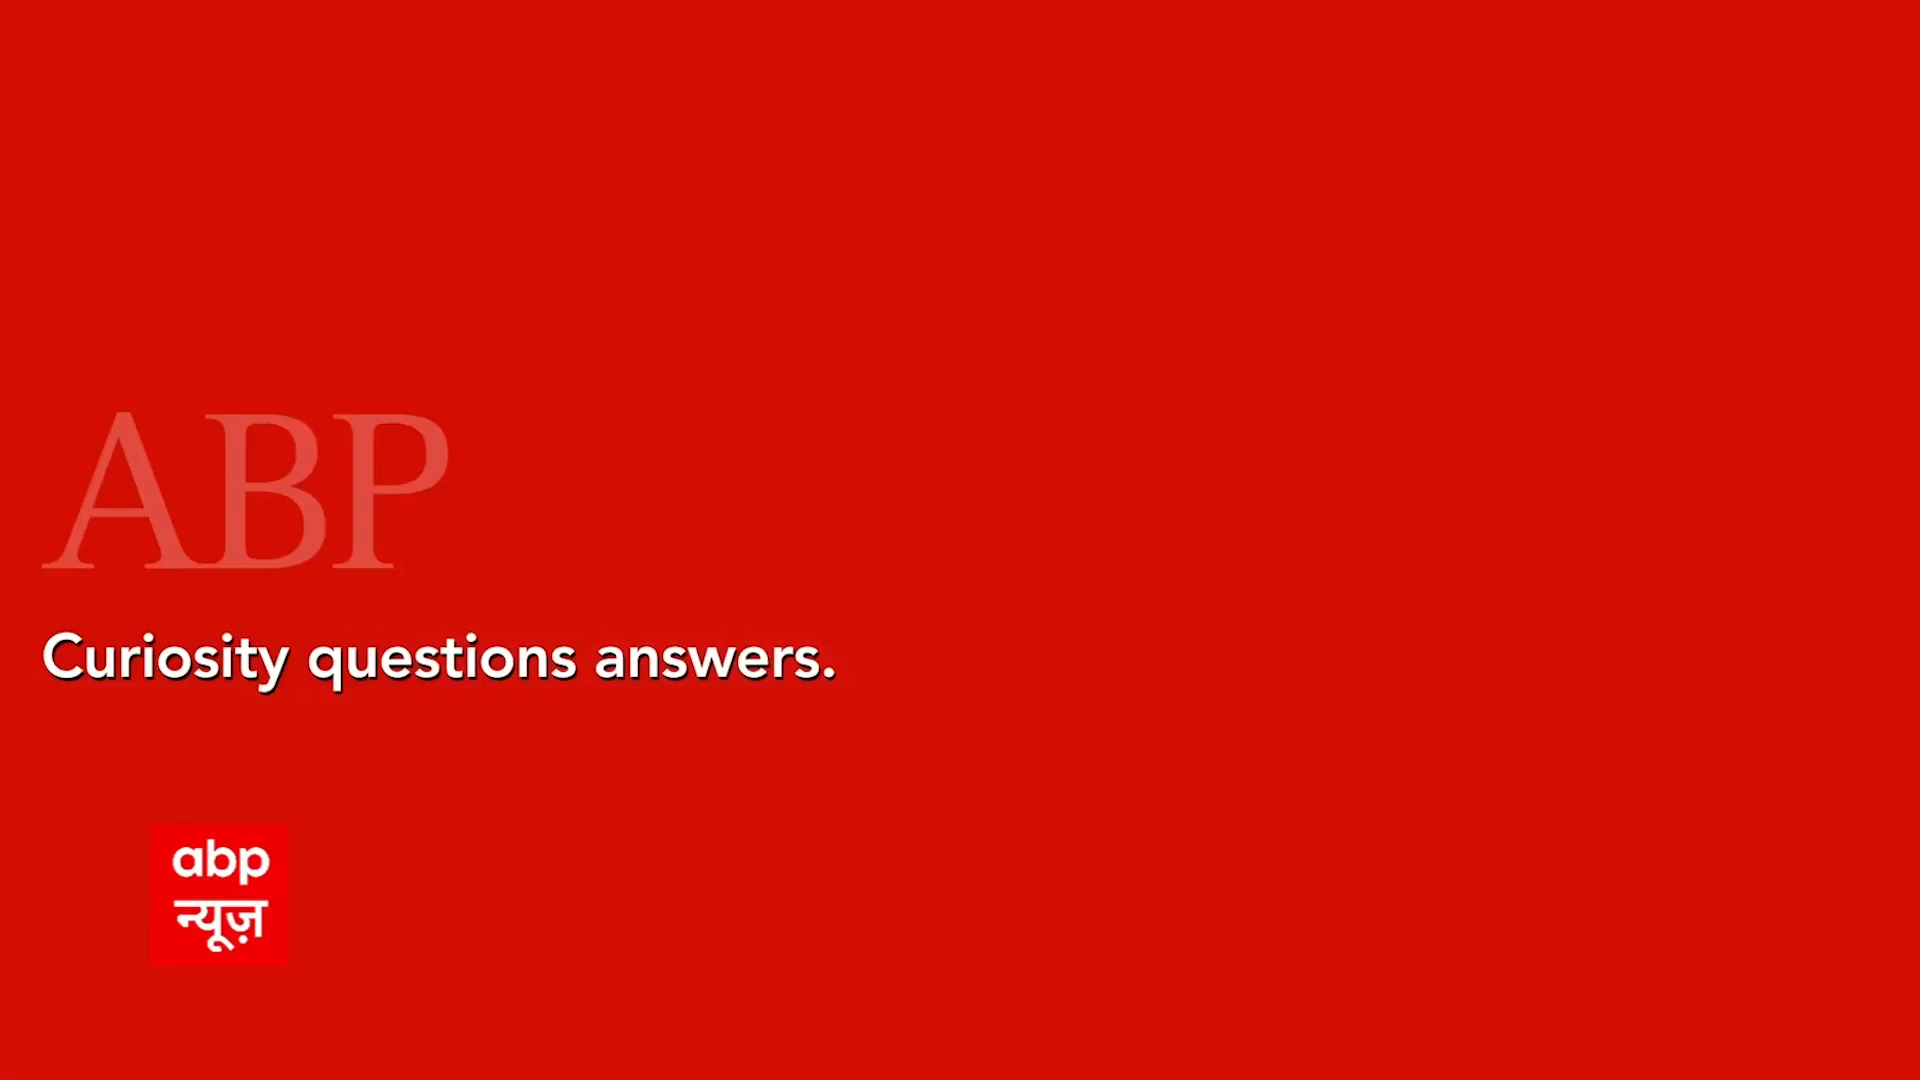 ABP
Curiosity questions answers.
abp
न्यूज़